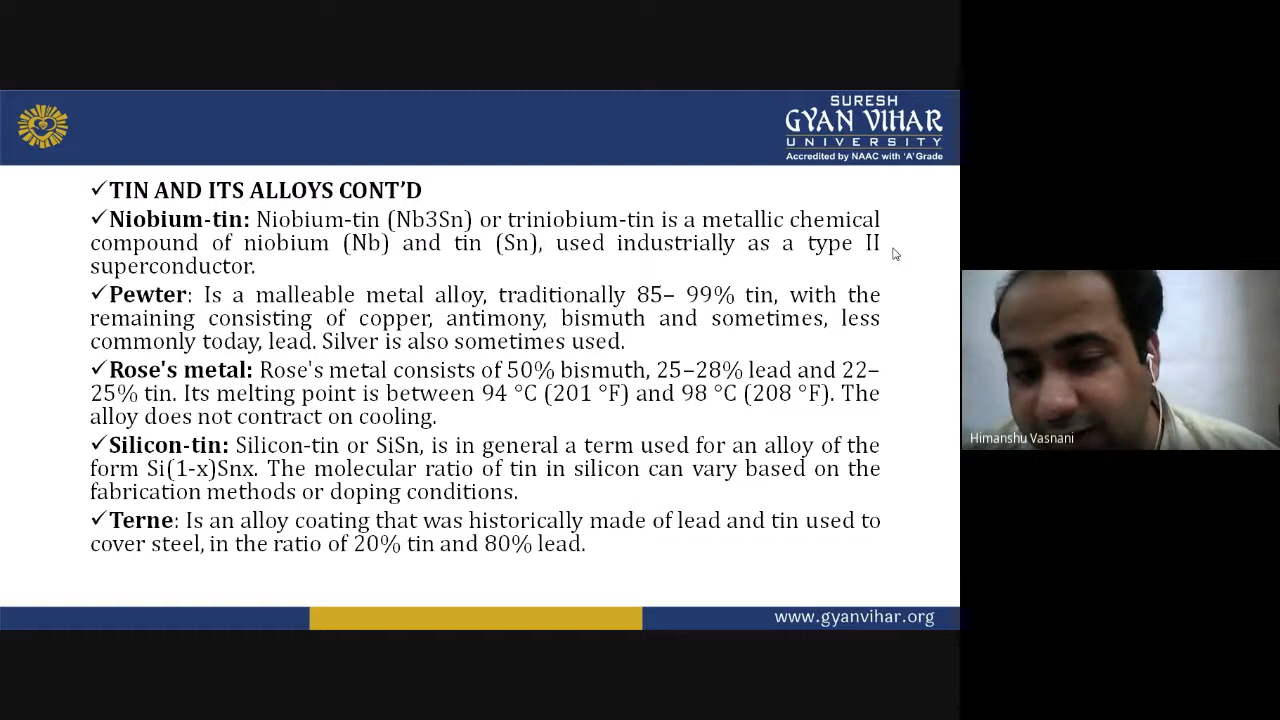 SURESH
GYAN VIHAR
UNIVERSITY
Accredited by NAAC with 'A' Grade
✓TIN AND ITS ALLOYS CONT'D
✓Niobium-tin: Niobium-tin (Nb3Sn) or triniobium-tin is a metallic chemical
compound of niobium (Nb) and tin (Sn), used industrially as a type II
superconductor.
✓Pewter: Is a malleable metal alloy, traditionally 85– 99% tin, with the
remaining consisting of copper, antimony, bismuth and sometimes, less
commonly today, lead. Silver is also sometimes used.
✓Rose's metal: Rose's metal consists of 50% bismuth, 25–28% lead and 22–
25% tin. Its melting point is between 94 °C (201 °F) and 98 °C (208 °F). The
alloy does not contract on cooling.
✓Silicon-tin: Silicon-tin or SiSn, is in general a term used for an alloy of the
form Si(1-x)Snx. The molecular ratio of tin in silicon can vary based on the
fabrication methods or doping conditions.
✓Terne: Is an alloy coating that was historically made of lead and tin used to
cover steel, in the ratio of 20% tin and 80% lead.
www.gyanvihar.org
Himanshu Vasnani